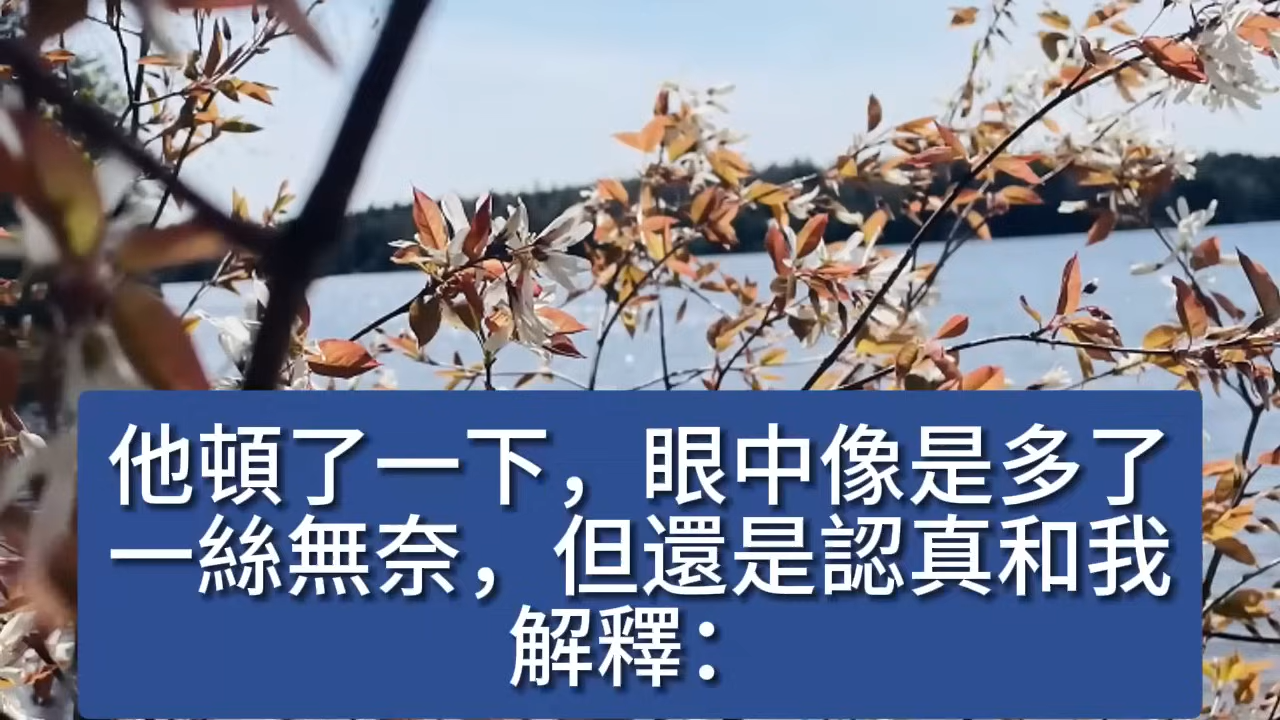 他頓了一下，眼中像是多了
一絲無奈，但還是認真和我
解釋：